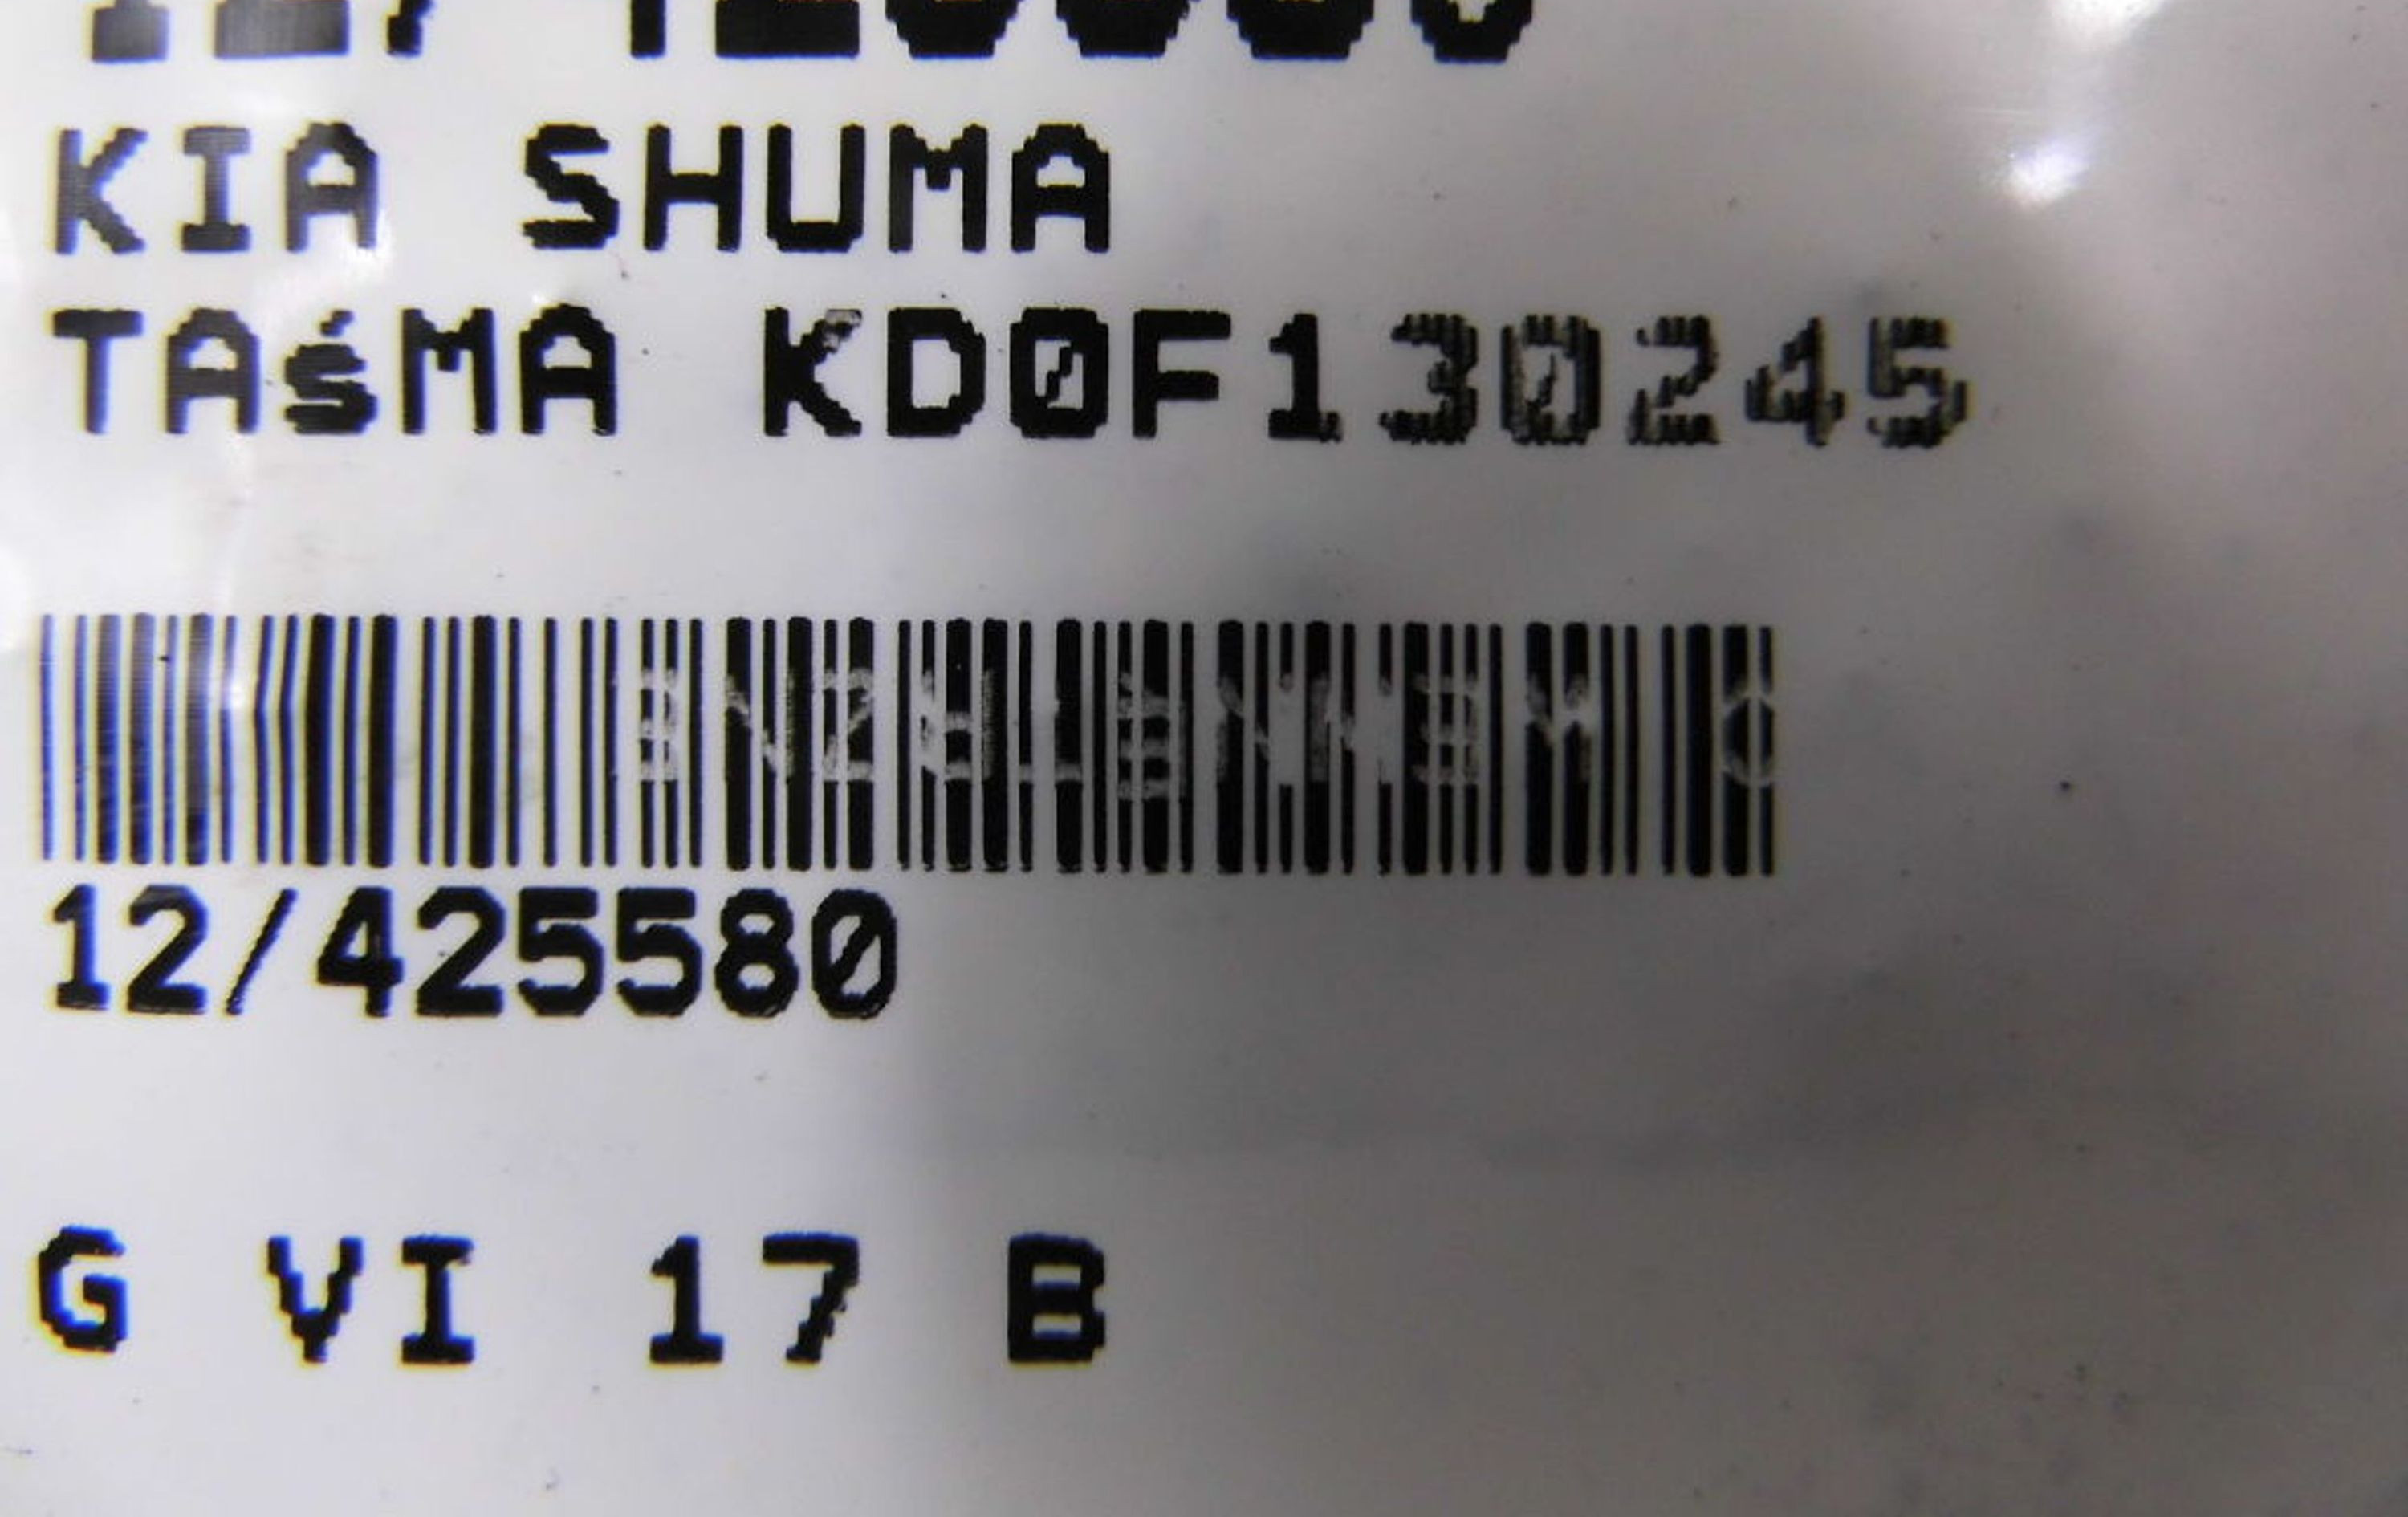 KIA SHUMA
TAśMA KD0F130245
12/425580
G VI 17 B